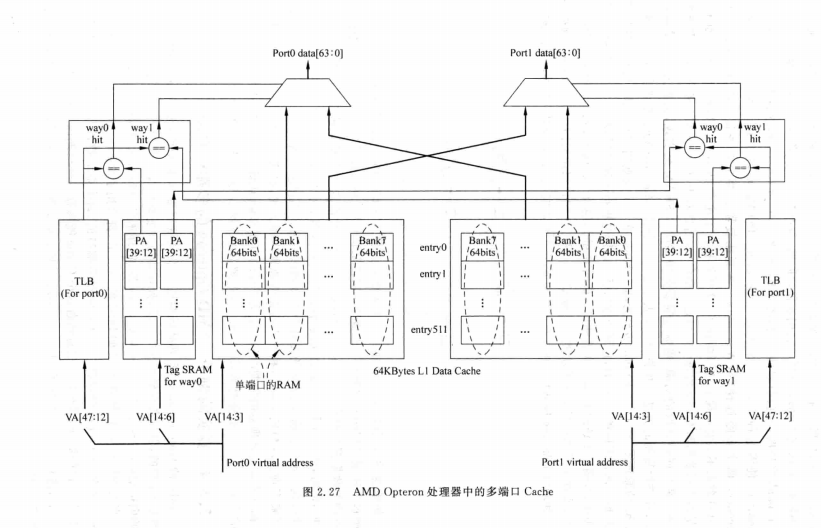 Port0 data[63:0]
Port1 data[63:0]
way0 hit
way1 hit
way0 hit
way1 hit
==
==
==
==
TLB
(For port0)
PA [39:12]
PA [39:12]
Bank0 64bits
Bank1 64bits
...
Bank7 64bits
entry0
entry1
entry511
Bank7 64bits
...
Bank1 64bits
Bank0 64bits
PA [39:12]
PA [39:12]
TLB
(For port1)
Tag SRAM
for way0
单端口的RAM
64KBytes L1 Data Cache
Tag SRAM
for way1
VA[47:12]
VA[14:6]
VA[14:3]
VA[14:3]
VA[14:6]
VA[47:12]
Port0 virtual address
Port1 virtual address
图 2.27 AMD Opteron 处理器中的多端口 Cache